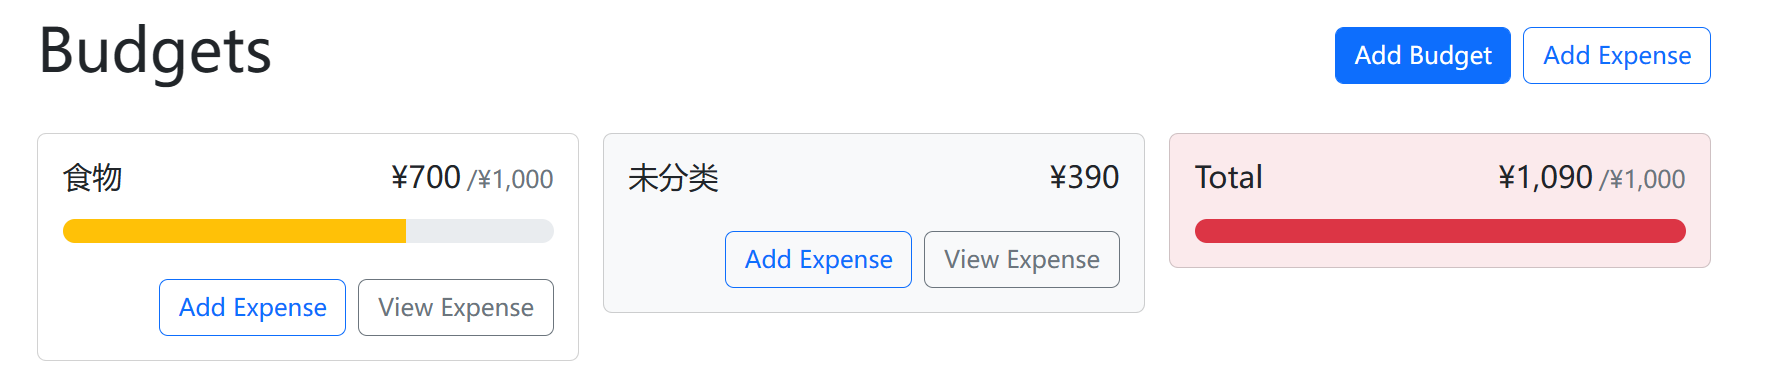 Budgets
Add Budget
Add Expense
食物
¥700 /¥1,000
Add Expense
View Expense
未分类
¥390
Add Expense
View Expense
Total
¥1,090 /¥1,000